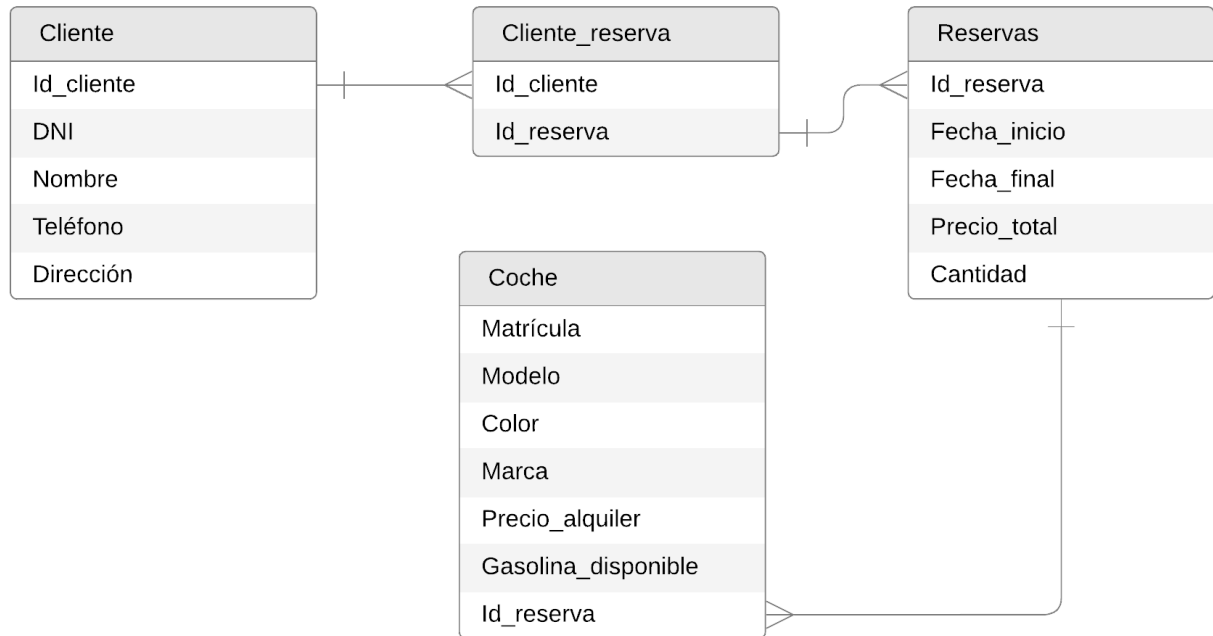 Cliente
Id_cliente
DNI
Nombre
Teléfono
Dirección
Cliente_reserva
Id_cliente
Id_reserva
Reservas
Id_reserva
Fecha_inicio
Fecha_final
Precio_total
Cantidad
Coche
Matrícula
Modelo
Color
Marca
Precio_alquiler
Gasolina_disponible
Id_reserva